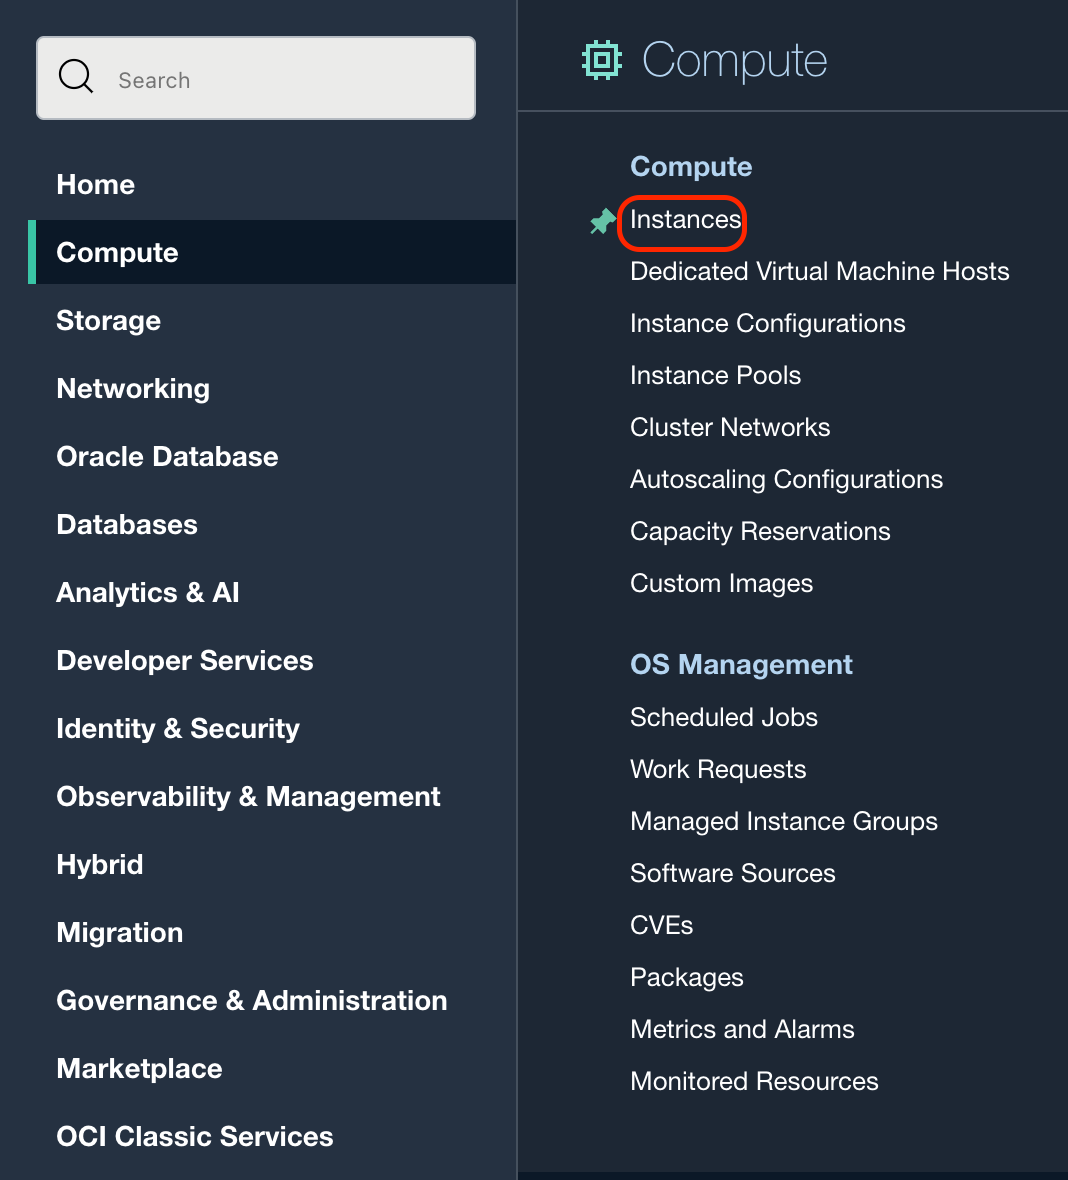 Search
Home
Compute
Storage
Networking
Oracle Database
Databases
Analytics & AI
Developer Services
Identity & Security
Observability & Management
Hybrid
Migration
Governance & Administration
Marketplace
OCI Classic Services
Compute
Compute
Instances
Dedicated Virtual Machine Hosts
Instance Configurations
Instance Pools
Cluster Networks
Autoscaling Configurations
Capacity Reservations
Custom Images
OS Management
Scheduled Jobs
Work Requests
Managed Instance Groups
Software Sources
CVEs
Packages
Metrics and Alarms
Monitored Resources